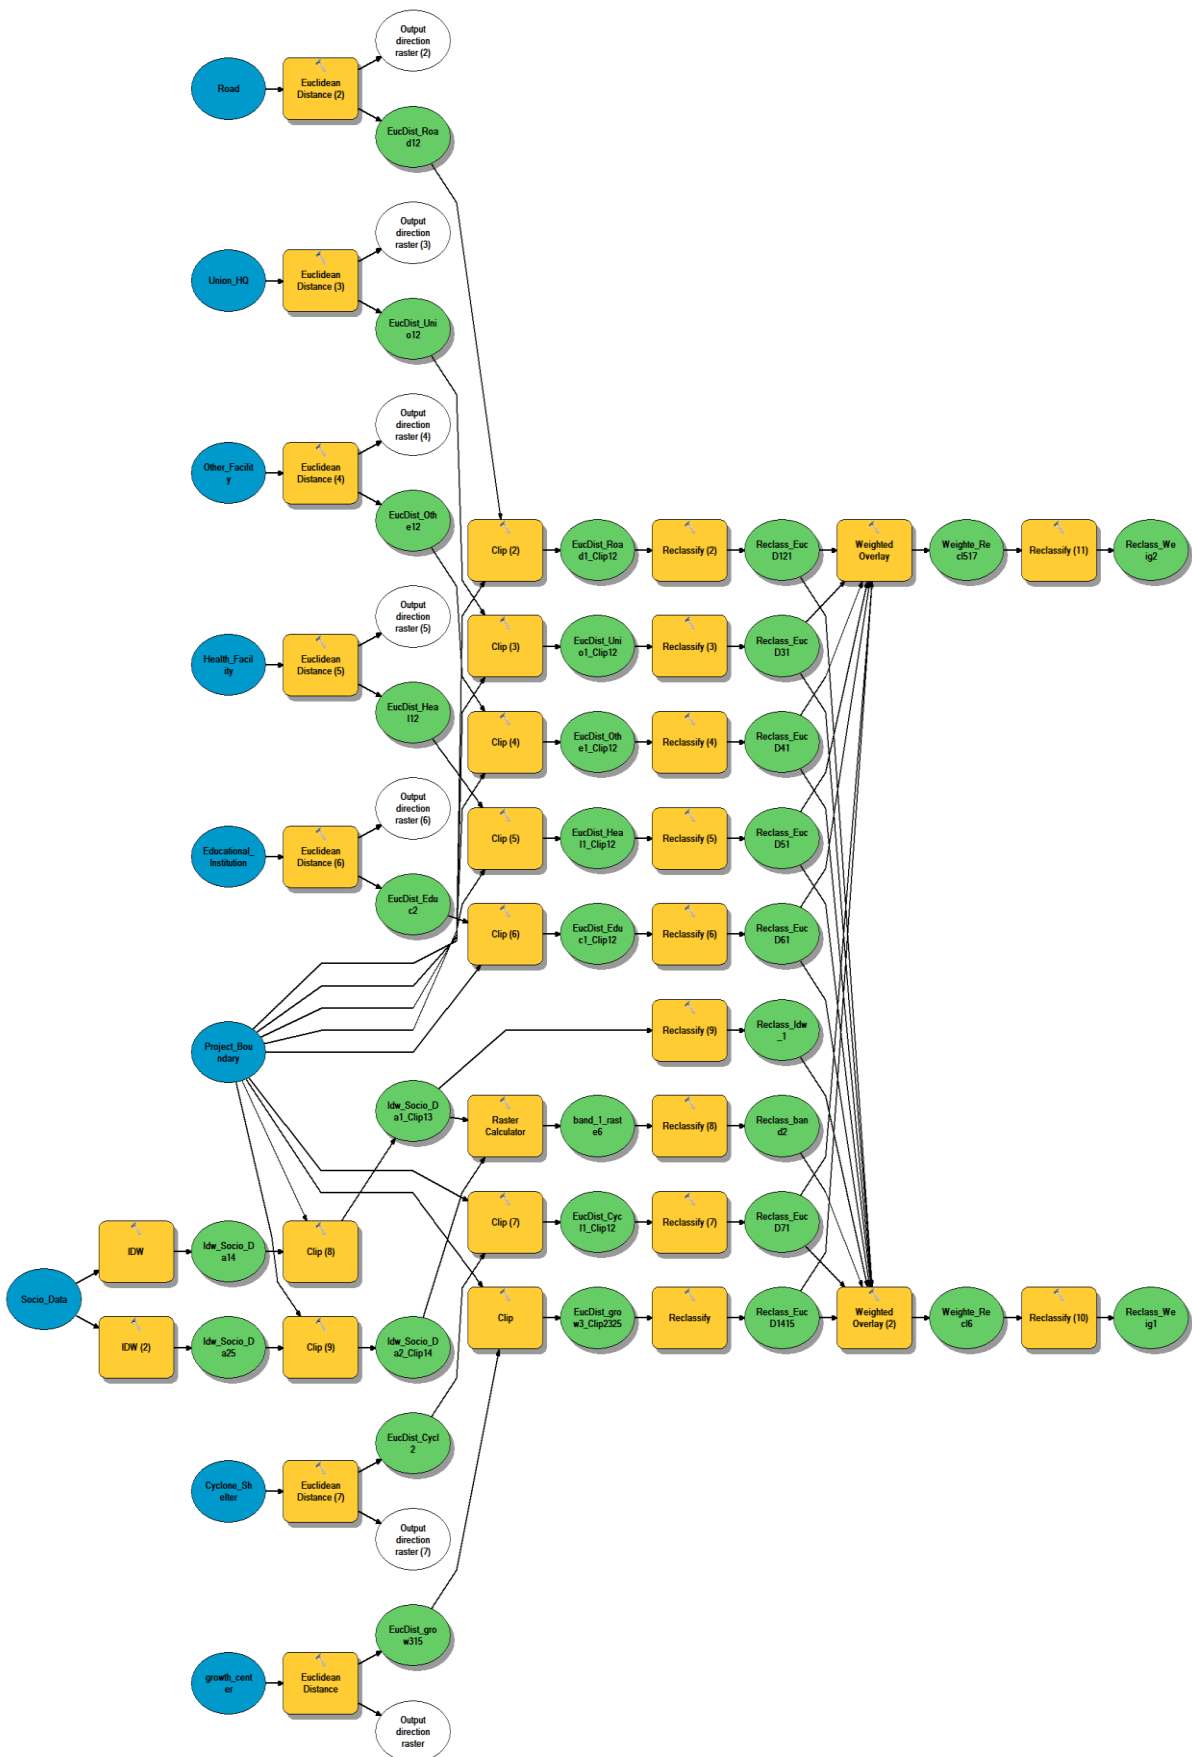 Output
direction
raster (2)
Road
Euclidean
Distance (2)
EucDist_Roa
d12
Output
direction
raster (3)
Union_HQ
Euclidean
Distance (3)
EucDist_Uni
o12
Output
direction
raster (4)
Other_Facilit
y
Euclidean
Distance (4)
EucDist_Oth
e12
Clip (2)
EucDist_Roa
d1_Clip12
Reclassify (2)
Reclass_Euc
D121
Weighted
Overlay
Weighte_Re
cl517
Reclassify (11)
Reclass_We
ig2
Output
direction
raster (5)
Health_Facil
ity
Euclidean
Distance (5)
EucDist_Hea
l12
Clip (3)
EucDist_Uni
o1_Clip12
Reclassify (3)
Reclass_Euc
D31
Clip (4)
EucDist_Oth
e1_Clip12
Reclassify (4)
Reclass_Euc
D41
Output
direction
raster (6)
Educational_
Institution
Euclidean
Distance (6)
EucDist_Edu
c2
Clip (5)
EucDist_Hea
l1_Clip12
Reclassify (5)
Reclass_Euc
D51
Clip (6)
EucDist_Edu
c1_Clip12
Reclassify (6)
Reclass_Euc
D61
Project_Bou
ndary
Reclassify (9)
Reclass_Idw
_1
Idw_Socio_D
a1_Clip13
Raster
Calculator
band_1_rast
e6
Reclassify (8)
Reclass_ban
d2
Clip (7)
EucDist_Cyc
l1_Clip12
Reclassify (7)
Reclass_Euc
D71
Socio_Data
IDW
Idw_Socio_D
a14
Clip (8)
IDW (2)
Idw_Socio_D
a25
Clip (9)
Idw_Socio_D
a2_Clip14
Clip
EucDist_gro
w3_Clip2325
Reclassify
Reclass_Euc
D1415
Weighted
Overlay (2)
Weighte_Re
cl6
Reclassify (10)
Reclass_We
ig1
EucDist_Cycl
2
Cyclone_Sh
elter
Euclidean
Distance (7)
Output
direction
raster (7)
EucDist_gro
w315
growth_cent
er
Euclidean
Distance
Output
direction
raster